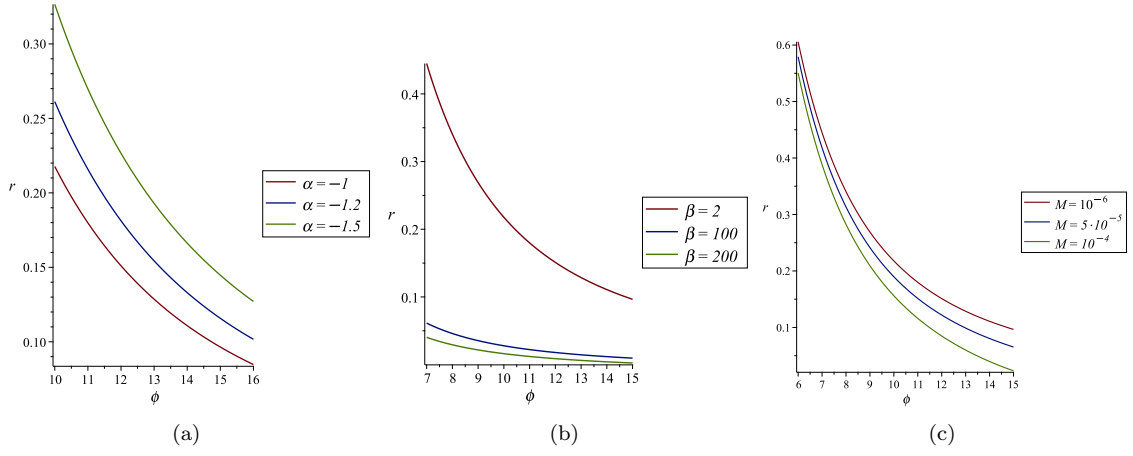 0.30
0.25
0.20
0.15
0.10
r
10 11 12 13 14 15 16
ϕ
α = −1
α = −1.2
α = −1.5
(a)
0.4
0.3
0.2
0.1
r
7 8 9 10 11 12 13 14 15
ϕ
β = 2
β = 100
β = 200
(b)
0.6
0.5
0.4
0.3
0.2
0.1
r
6 7 8 9 10 11 12 13 14 15
ϕ
M = 10⁻⁶
M = 5·10⁻⁵
M = 10⁻⁴
(c)